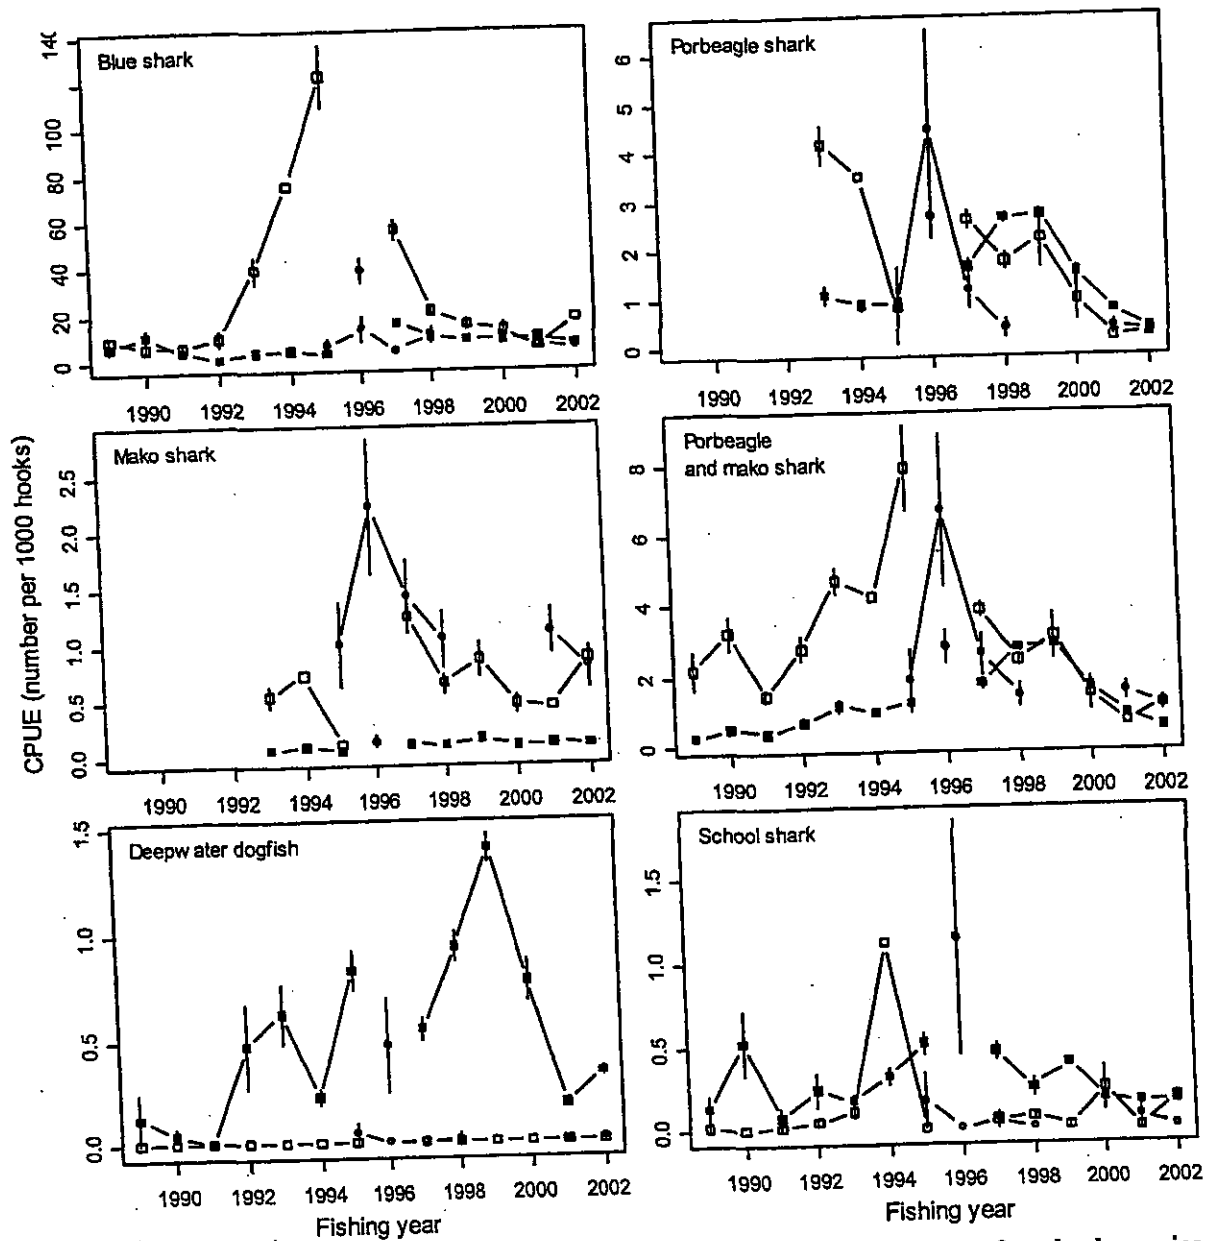 Blue shark
140
100
80
60
40
20
0
1990 1992 1994 1996 1998 2000 2002
Porbeagle shark
6
5
4
3
2
1
0
1990 1992 1994 1996 1998 2000 2002
CPUE (number per 1000 hooks)
Mako shark
2.5
2.0
1.5
1.0
0.5
0.0
1990 1992 1994 1996 1998 2000 2002
Porbeagle
and mako shark
8
6
4
2
0
1990 1992 1994 1996 1998 2000 2002
Deepwater dogfish
1.5
1.0
0.5
0.0
1990 1992 1994 1996 1998 2000 2002
Fishing year
School shark
1.5
1.0
0.5
0.0
1990 1992 1994 1996 1998 2000 2002
Fishing year